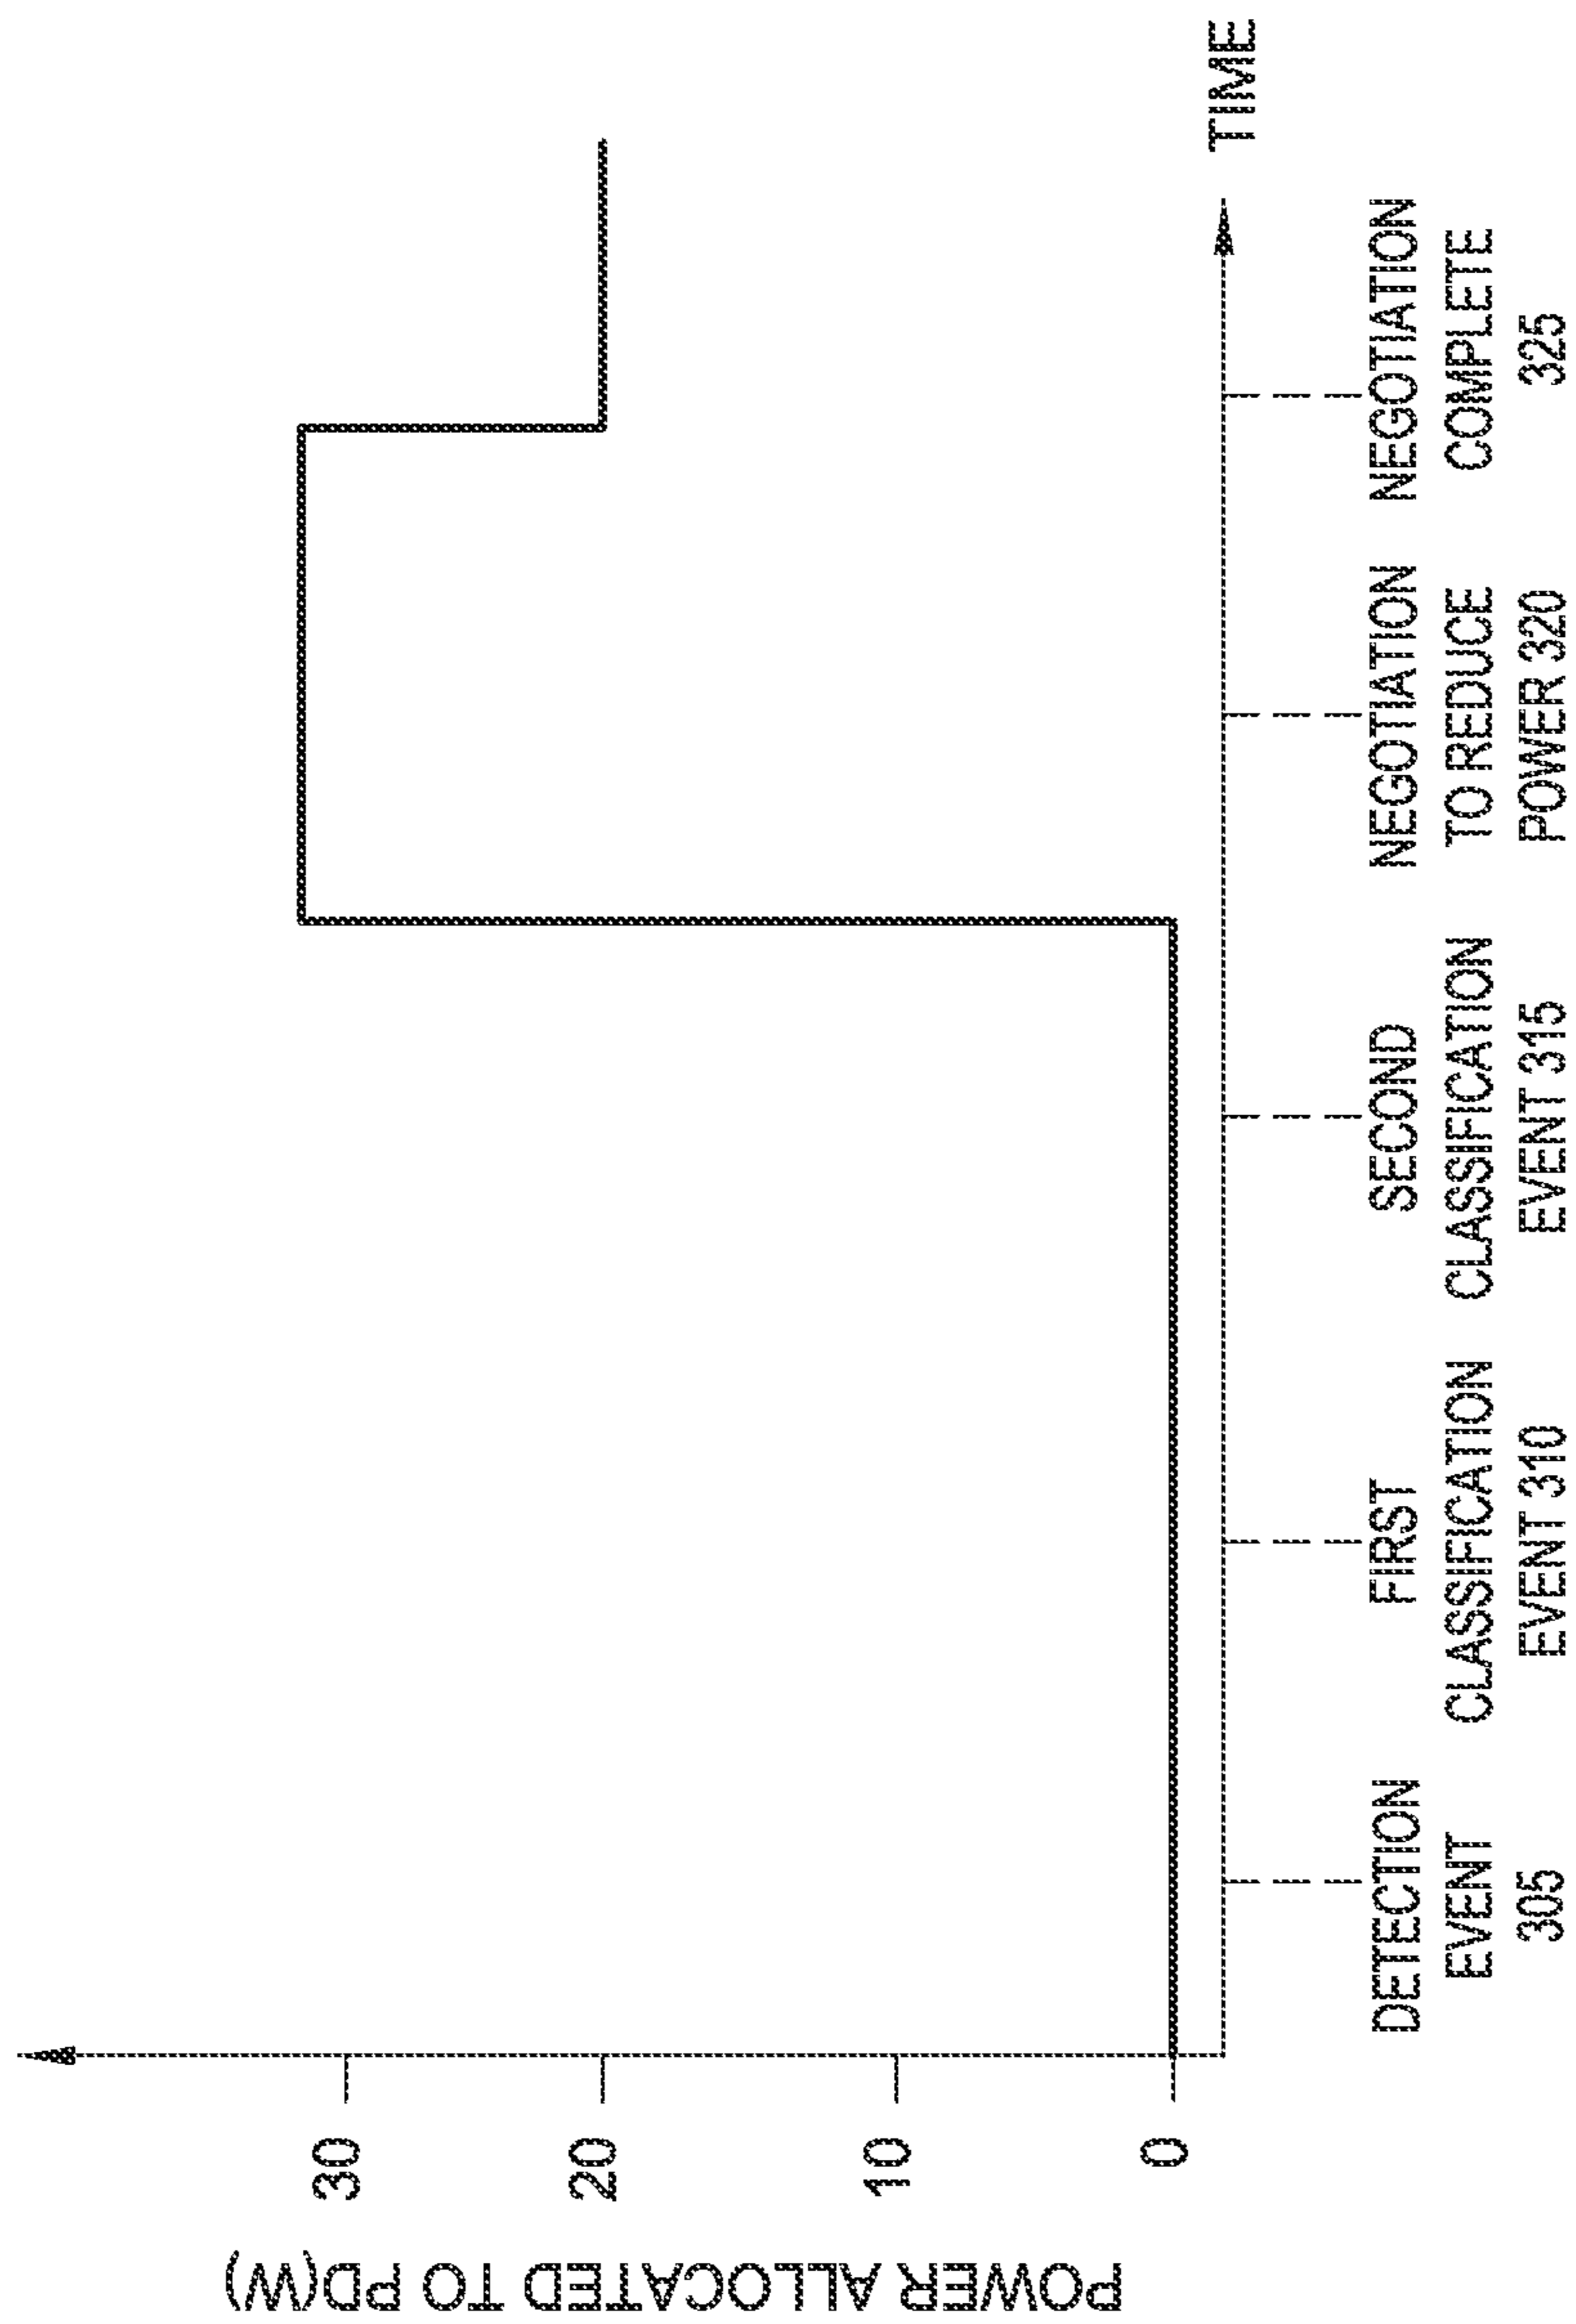 POWER ALLOCATED TO PD(W)
30
20
10
0
TIME
DETECTION
EVENT
305
FIRST
CLASSIFICATION
EVENT 310
SECOND
CLASSIFICATION
EVENT 315
NEGOTIATION
TO REDUCE
POWER 320
NEGOTIATION
COMPLETE
325